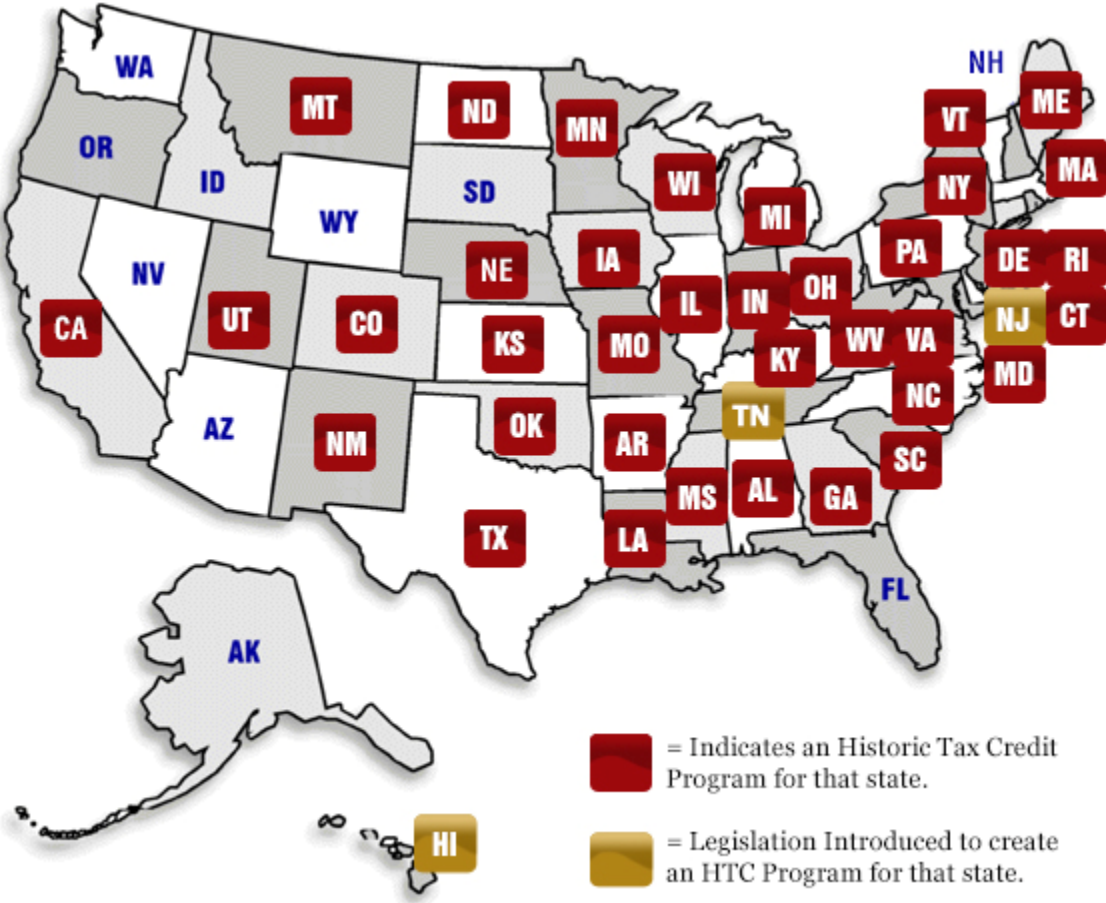 WA
NH
MT
ND
MN
VT
ME
OR
ID
SD
WI
NY
MA
WY
MI
NV
NE
IA
PA
DE
RI
CA
UT
CO
KS
MO
IL
IN
OH
WV
VA
NJ
CT
KY
MD
AZ
NM
OK
AR
TN
NC
SC
TX
LA
MS
AL
GA
FL
AK
HI
= Indicates an Historic Tax Credit
Program for that state.
= Legislation Introduced to create
an HTC Program for that state.